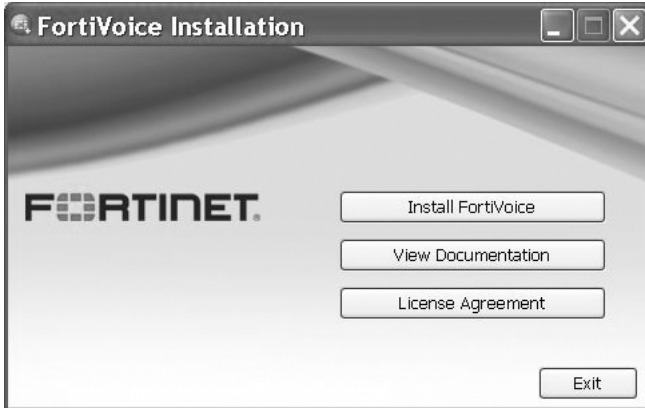 FortiVoice Installation
FORTINET.
Install FortiVoice
View Documentation
License Agreement
Exit